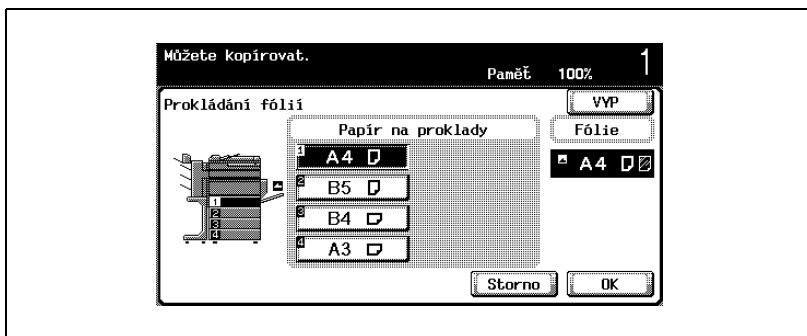 Můžete kopírovat.
Paměť 100% 1
Prokládání fólií
VYP
Papír na proklady
Fólie
1 A4
A4
2 B5
3 B4
4 A3
1
2
3
4
Storno
OK